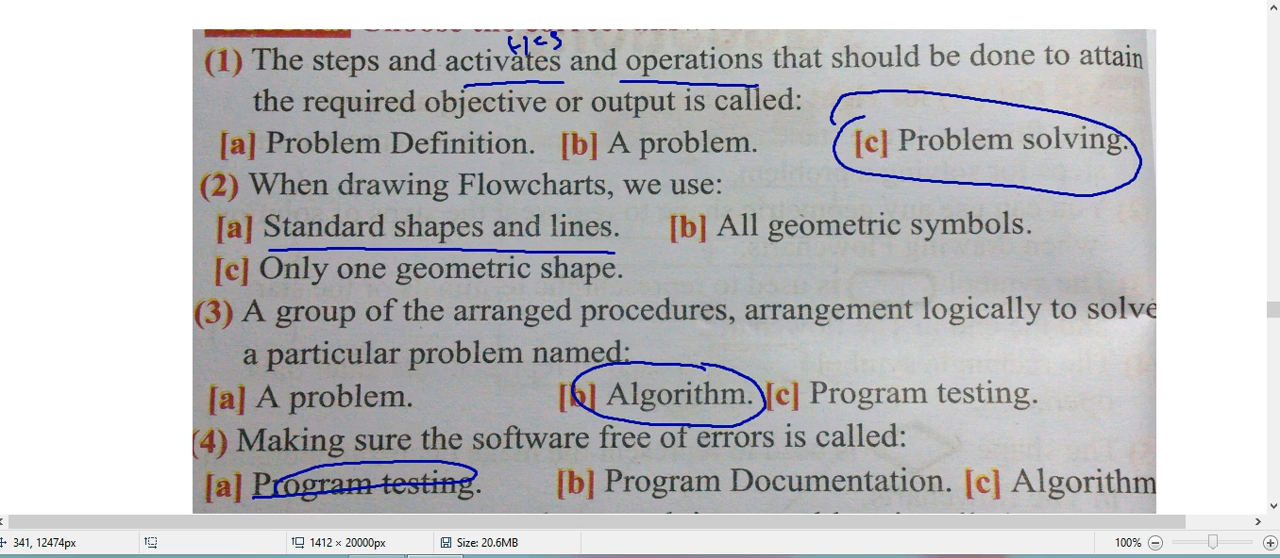 (1) The steps and activates and operations that should be done to attain
the required objective or output is called:
[a] Problem Definition. [b] A problem. [c] Problem solving.
(2) When drawing Flowcharts, we use:
[a] Standard shapes and lines. [b] All geometric symbols.
[c] Only one geometric shape.
(3) A group of the arranged procedures, arrangement logically to solve
a particular problem named:
[a] A problem. [b] Algorithm. [c] Program testing.
(4) Making sure the software free of errors is called:
[a] Program testing. [b] Program Documentation. [c] Algorithm
341, 12474px 1412 × 20000px Size: 20.6MB 100%